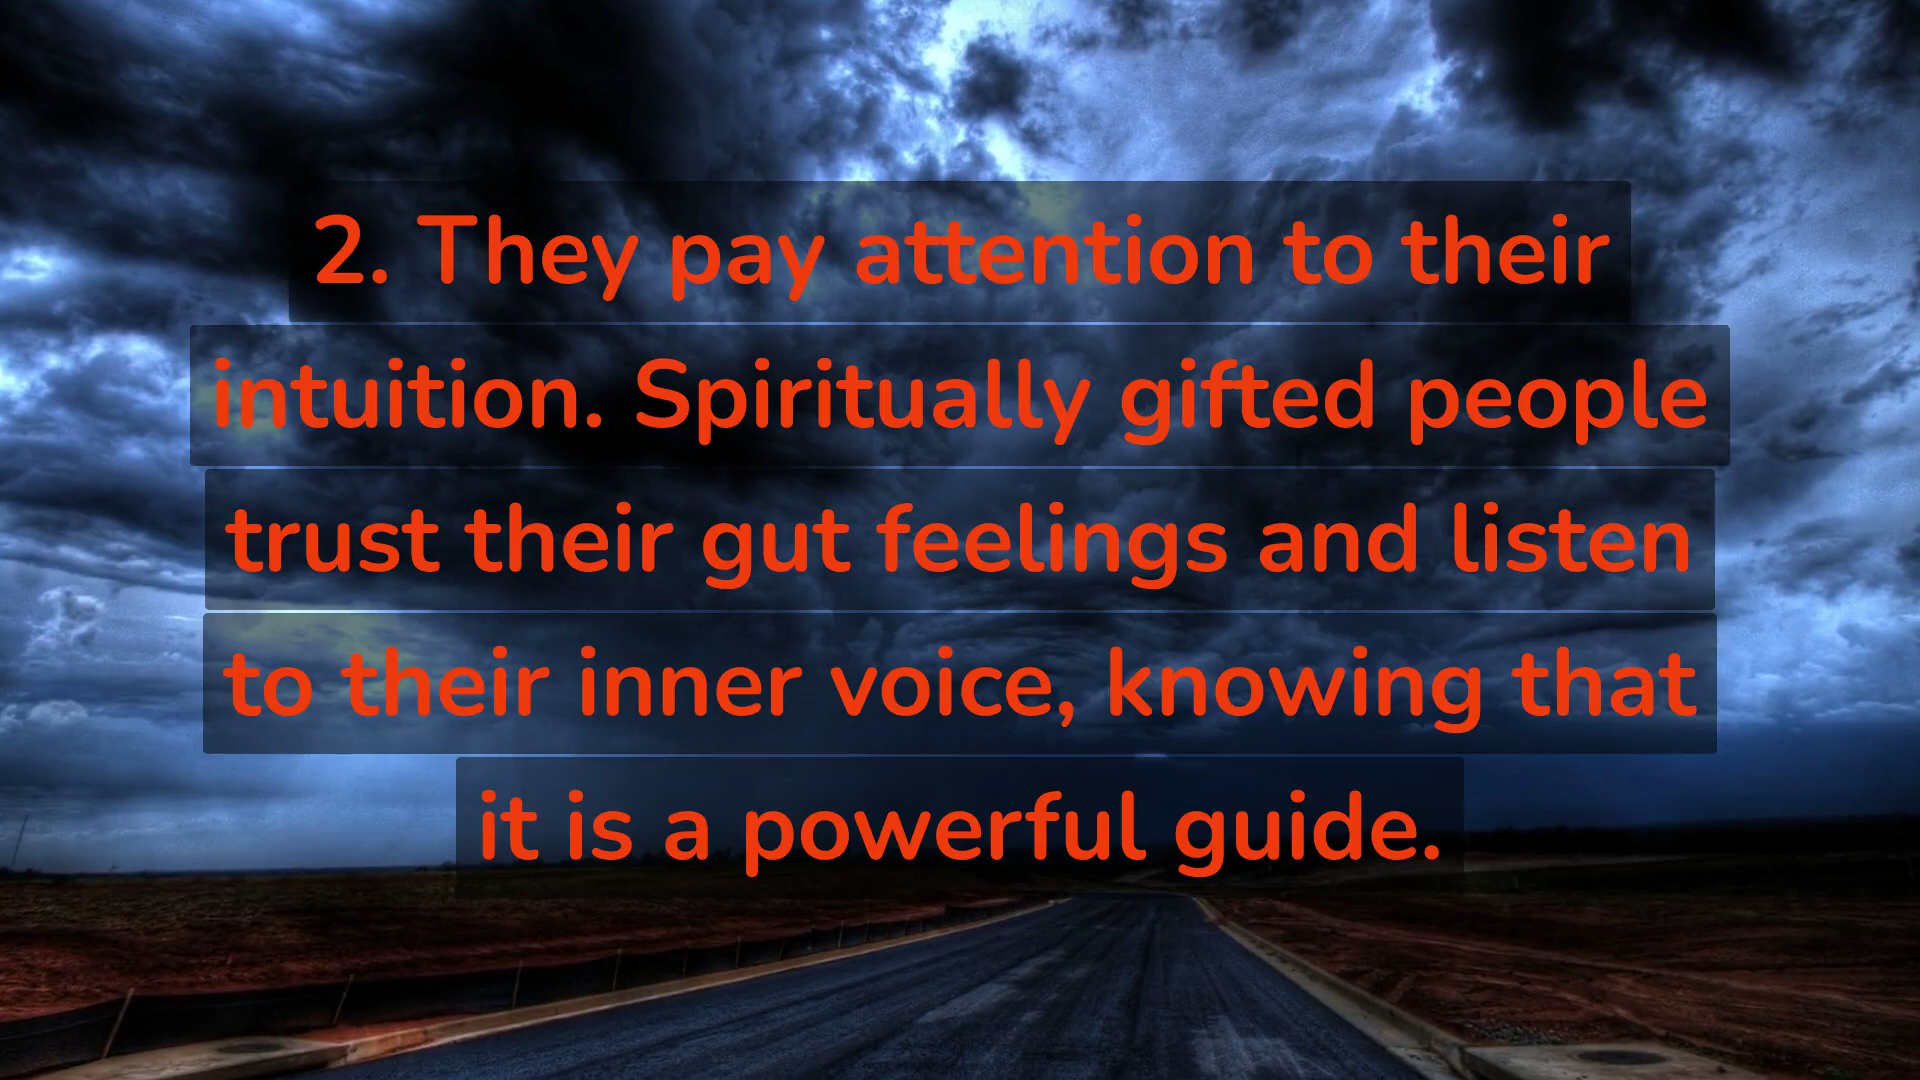 2. They pay attention to their
intuition. Spiritually gifted people
trust their gut feelings and listen
to their inner voice, knowing that
it is a powerful guide.